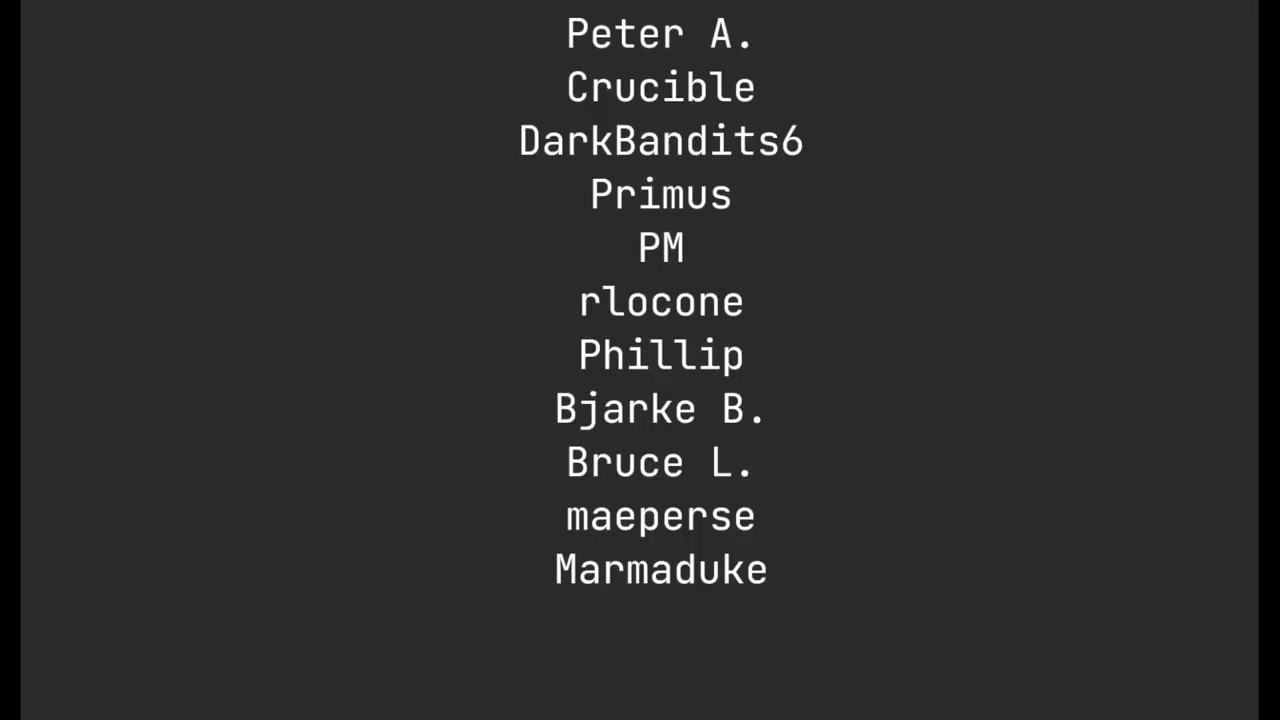 Peter A.
Crucible
DarkBandits6
Primus
PM
rlocone
Phillip
Bjarke B.
Bruce L.
maeperse
Marmaduke